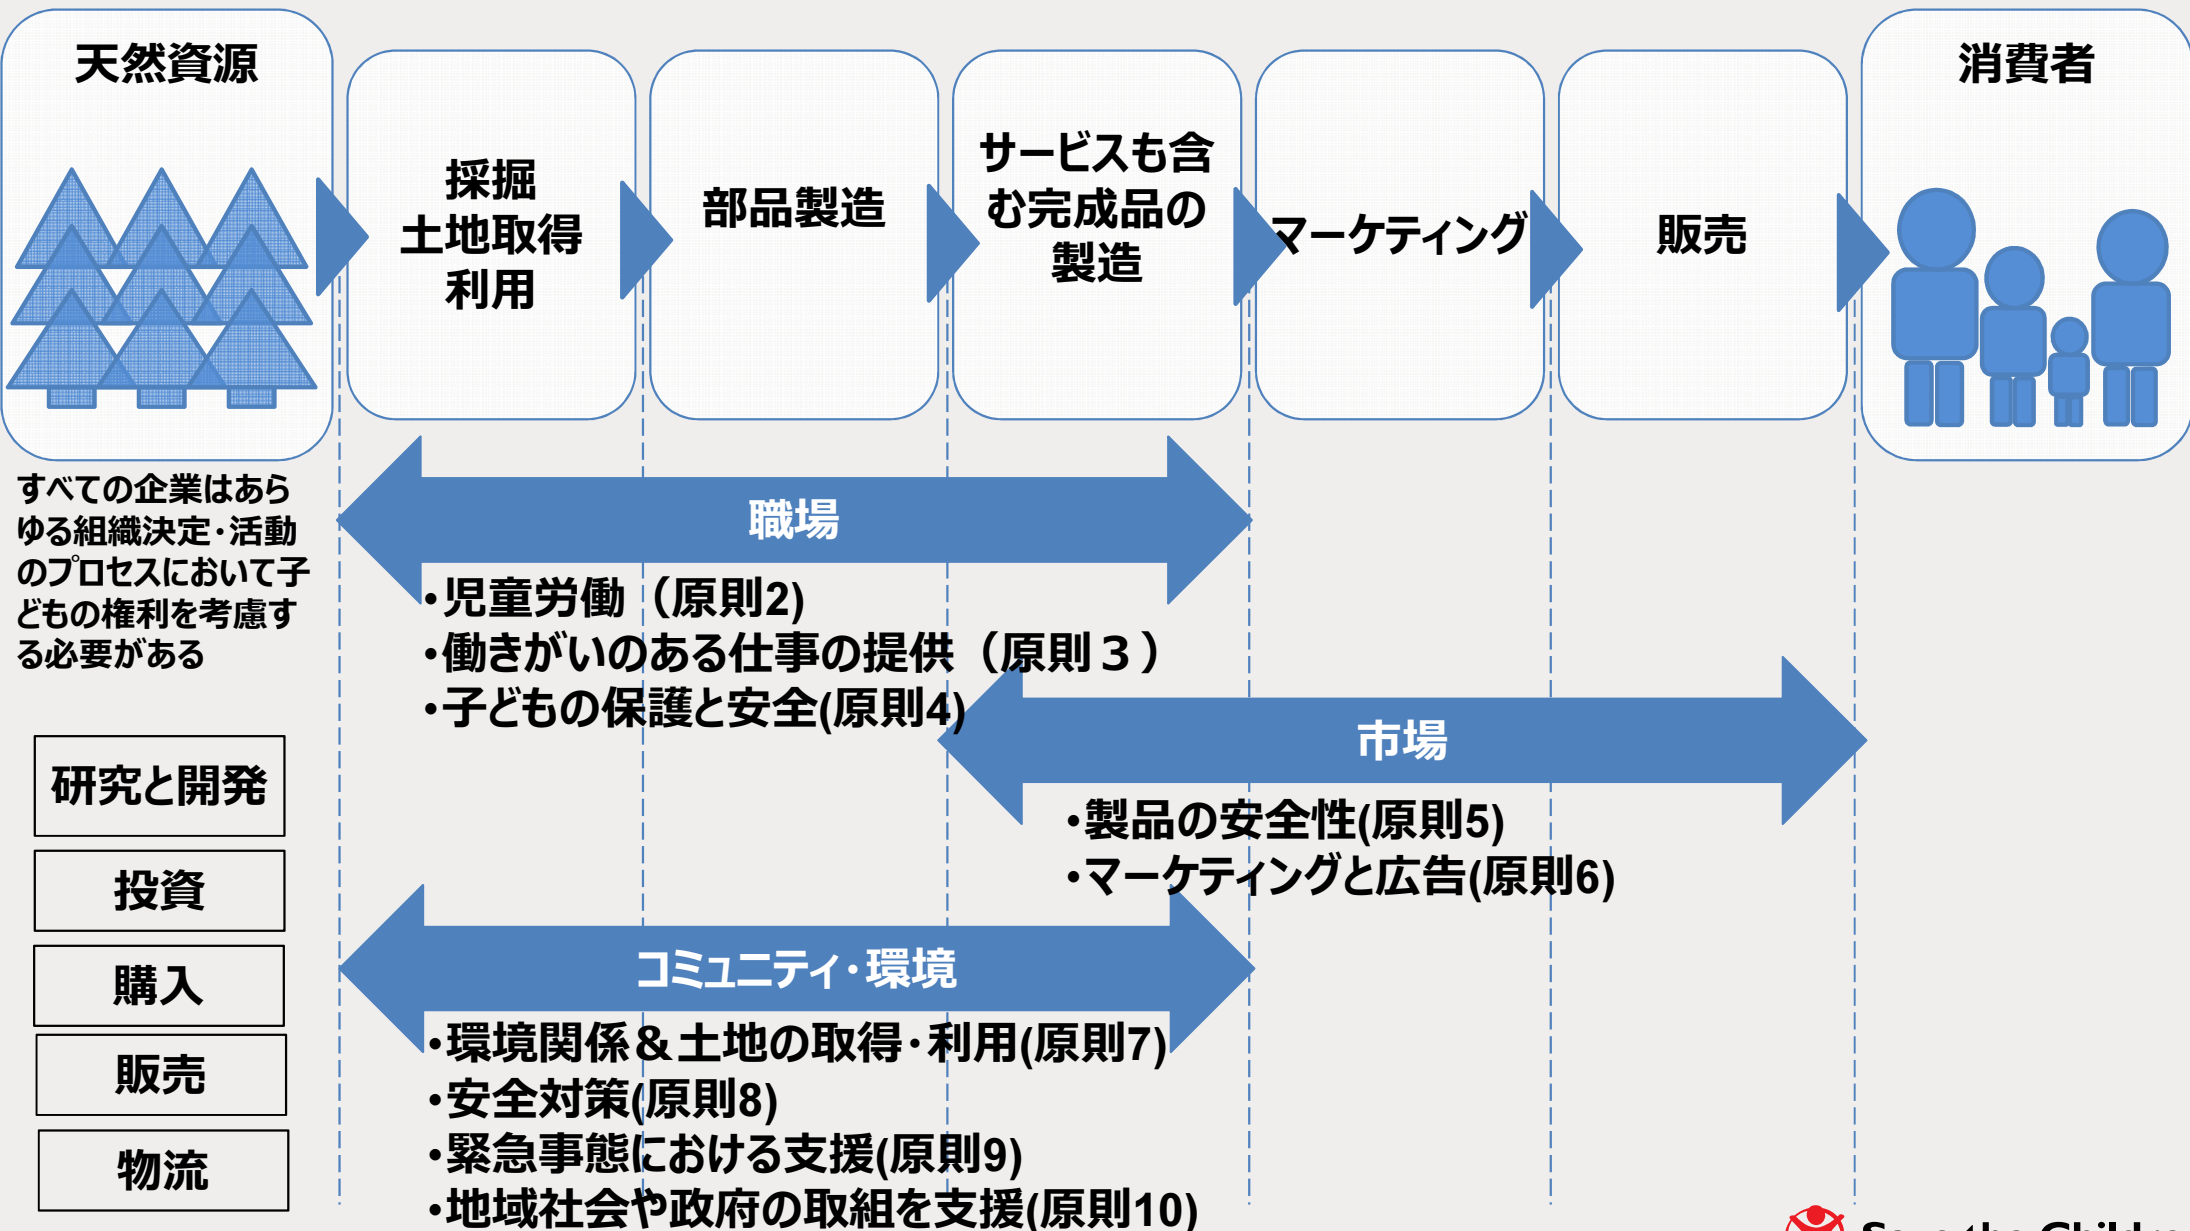 天然資源
採掘
土地取得
利用
部品製造
サービスも含
む完成品の
製造
マーケティング
販売
消費者
すべての企業はあら
ゆる組織決定・活動
のプロセスにおいて子
どもの権利を考慮す
る必要がある
職場
・児童労働（原則2)
・働きがいのある仕事の提供（原則３）
・子どもの保護と安全(原則4)
市場
・製品の安全性(原則5)
・マーケティングと広告(原則6)
研究と開発
投資
購入
販売
物流
コミュニティ・環境
・環境関係＆土地の取得・利用(原則7)
・安全対策(原則8)
・緊急事態における支援(原則9)
・地域社会や政府の取組を支援(原則10)
Save the